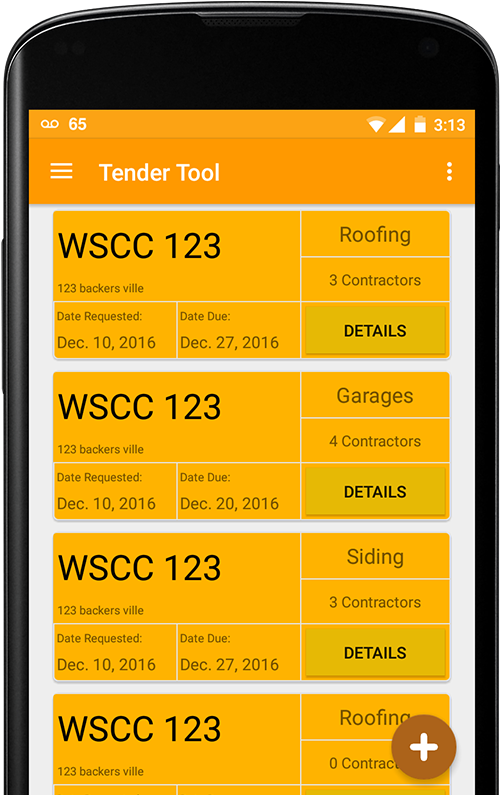 65 3:13
Tender Tool
WSCC 123
123 backers ville
Roofing
3 Contractors
Date Requested:
Dec. 10, 2016
Date Due:
Dec. 27, 2016
DETAILS
WSCC 123
123 backers ville
Garages
4 Contractors
Date Requested:
Dec. 10, 2016
Date Due:
Dec. 20, 2016
DETAILS
WSCC 123
123 backers ville
Siding
3 Contractors
Date Requested:
Dec. 10, 2016
Date Due:
Dec. 27, 2016
DETAILS
WSCC 123
123 backers ville
Roofing
0 Contrac